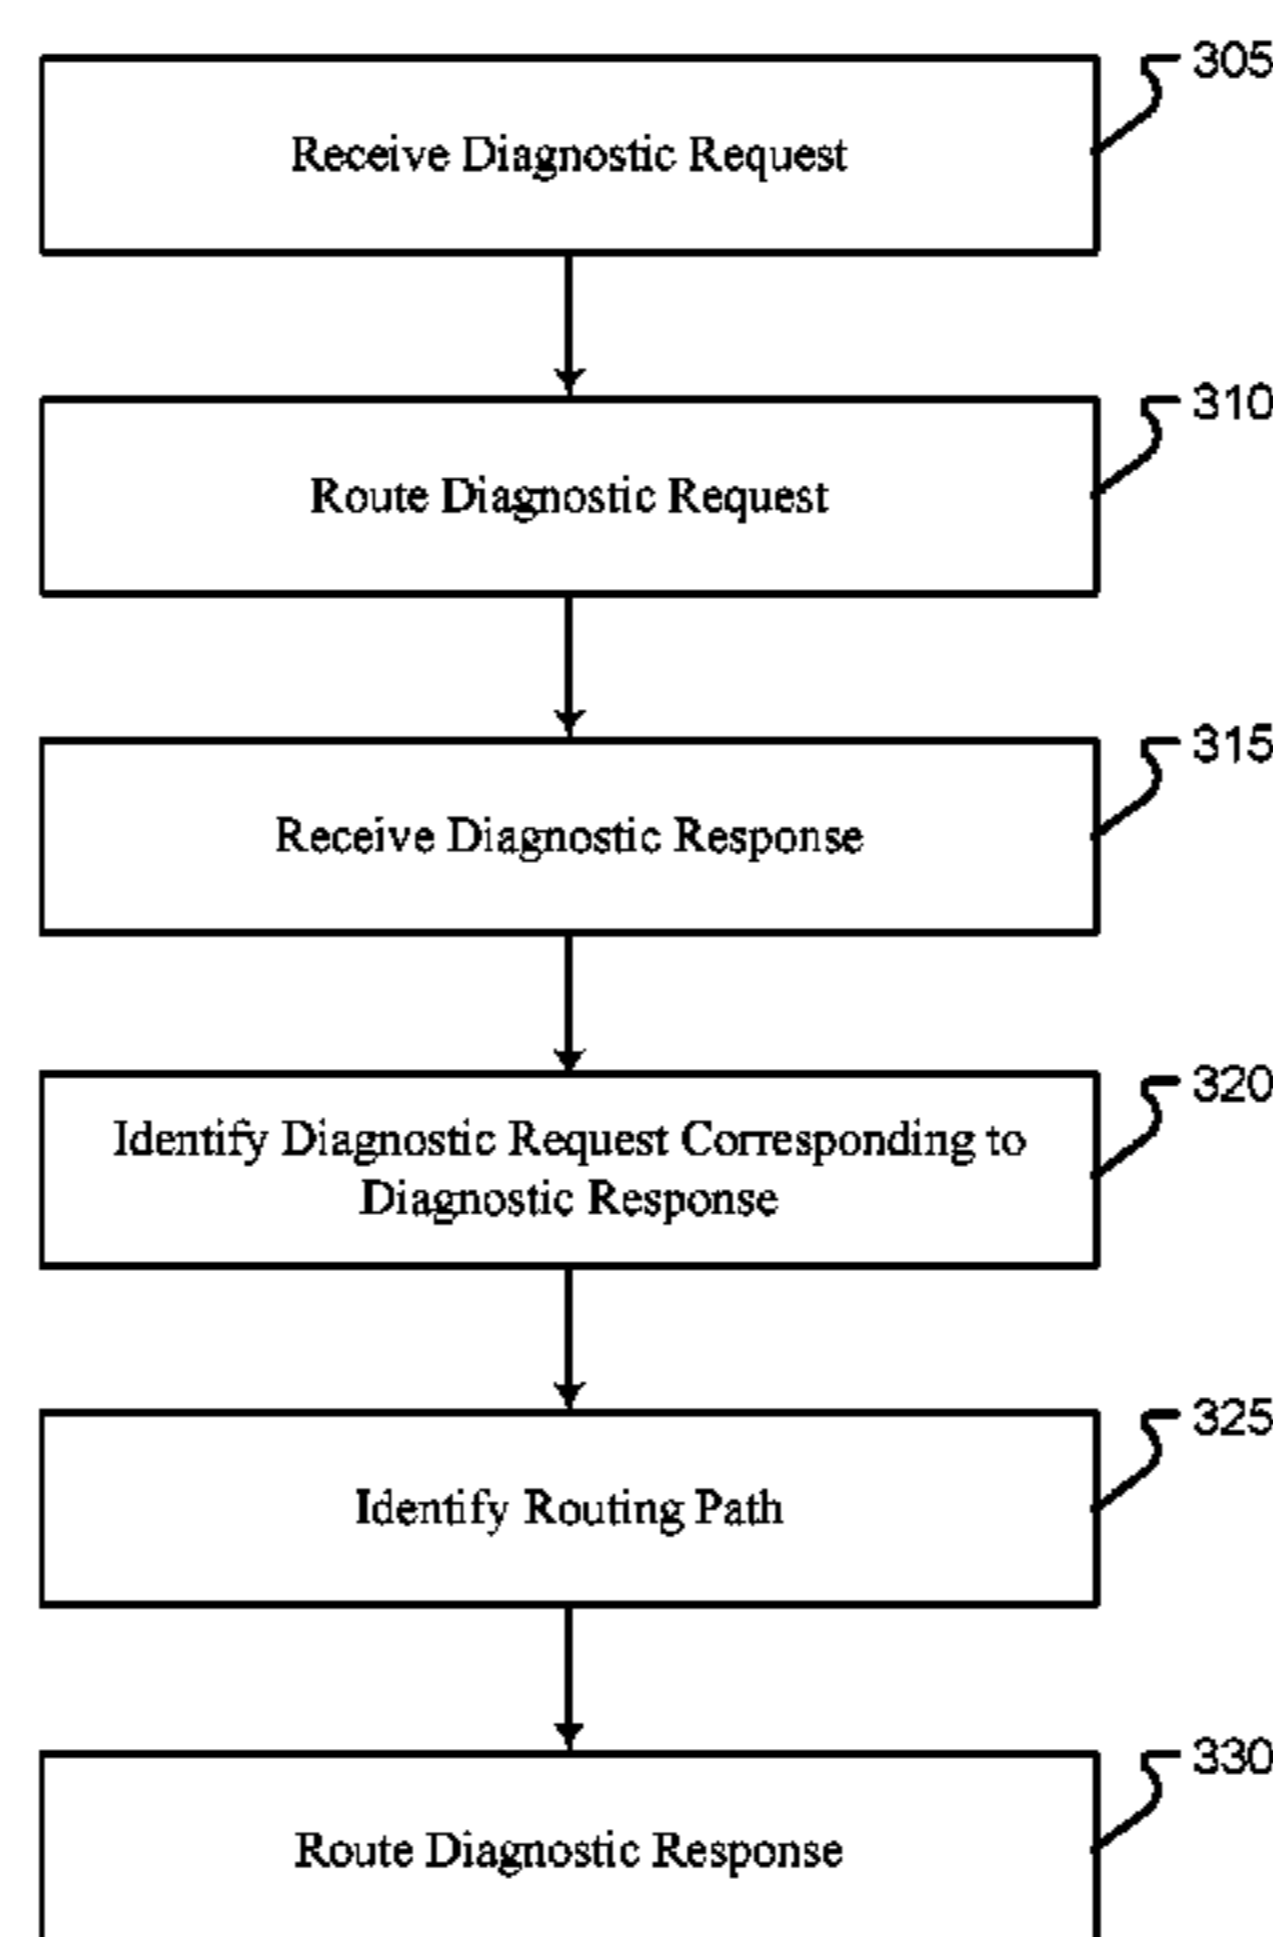 305
Receive Diagnostic Request
310
Route Diagnostic Request
315
Receive Diagnostic Response
320
Identify Diagnostic Request Corresponding to
Diagnostic Response
325
Identify Routing Path
330
Route Diagnostic Response